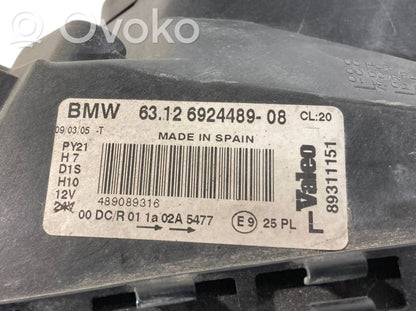 OVOKO
BMW 63.12 6924489-08 CL:20
09/03/05 -T
MADE IN SPAIN
PY21
H7
D1S
H10
12V
24V
489089316
00 DC/R 01 1a 02A 5477
E9 25 PL
L Valeo
89311151